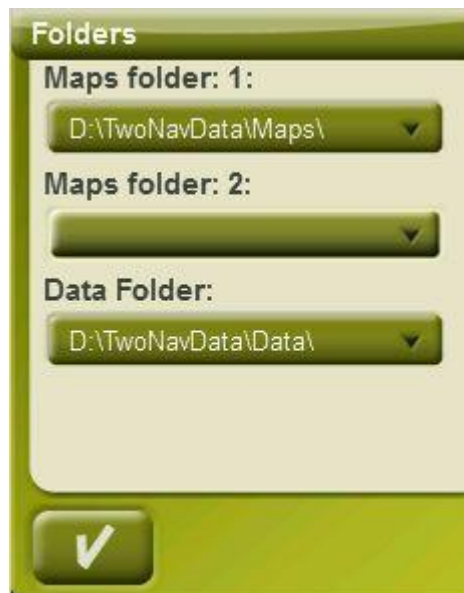 Folders
Maps folder: 1:
D:\TwoNavData\Maps\
Maps folder: 2:
Data Folder:
D:\TwoNavData\Data\